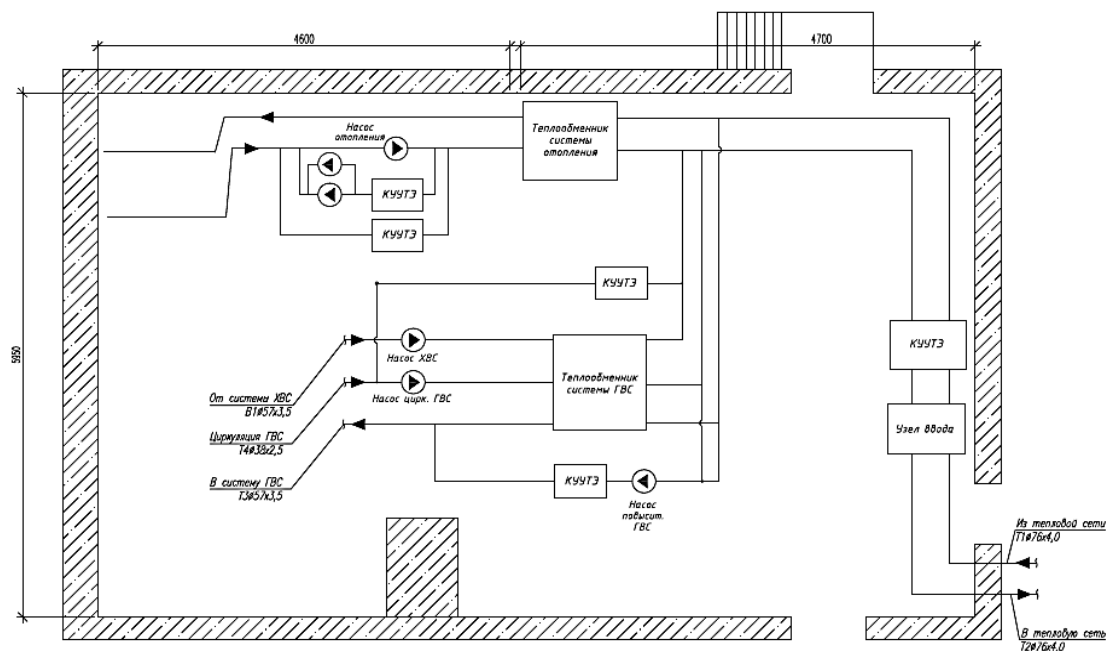 4600
4700
5950
Насос
отопления
Теплообменник
системы
отопления
КУУТЭ
КУУТЭ
КУУТЭ
Насос ХВС
Теплообменник
системы ГВС
КУУТЭ
От системы ХВС
В1ø57х3,5
Насос цирк. ГВС
Циркуляция ГВС
Т4ø38х2,5
Узел ввода
В систему ГВС
Т3ø57х3,5
КУУТЭ
Насос
повысит.
ГВС
Из тепловой сети
Т1ø76х4,0
В тепловую сеть
Т2ø76х4,0